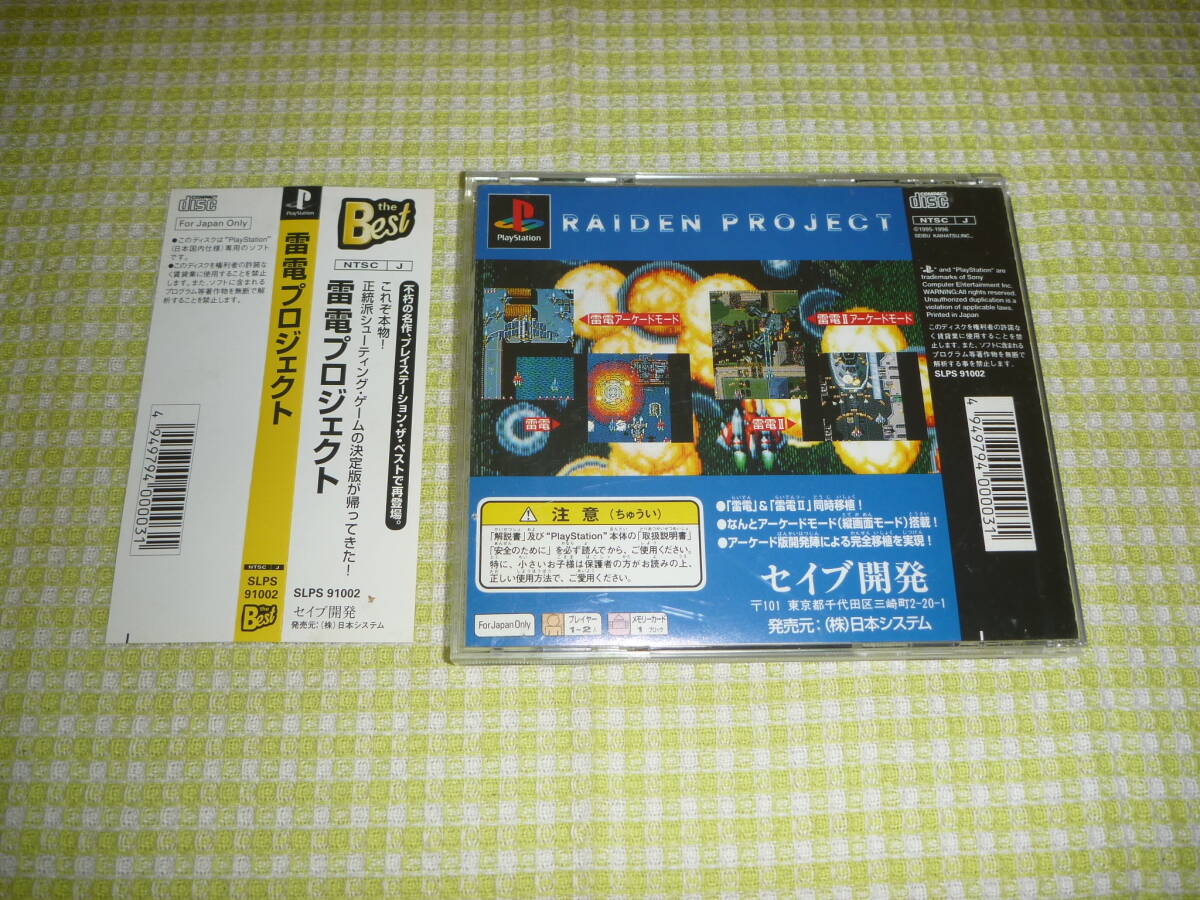 COMPACT
disc
For Japan Only
●このディスクは"PlayStation"
(日本国内仕様)専用のソフト
です。
●このディスクを権利者の許諾な
く賃貸業に使用することを禁止
します。また、ソフトに含まれる
プログラム等著作物を無断で解
析することを禁止します。
4 949794 000031
PlayStation
雷電プロジェクト
NTSC J
SLPS
91002
the
Best
the
Best
NTSC J
不朽の名作、プレイステーション・ザ・ベストで再登場。
これぞ本物!
正統派シューティング・ゲームの決定版が帰ってきた!
雷電プロジェクト
SLPS 91002
セイブ開発
発売元:(株)日本システム
PlayStation
RAIDEN PROJECT
雷電アーケードモード
雷電Ⅱアーケードモード
雷電
雷電Ⅱ
注意(ちゅうい)
「解説書」及び"PlayStation"本体の「取扱説明書」
「安全のために」を必ず読んでから、ご使用ください。
特に、小さいお子様は保護者の方がお読みの上、
正しい使用方法で、ご愛用ください。
●「雷電」&「雷電Ⅱ」同時移植!
●なんとアーケードモード(縦画面モード)搭載!
●アーケード版開発陣による完全移植を実現!
セイブ開発
〒101 東京都千代田区三崎町2-20-1
発売元:(株)日本システム
For Japan Only
プレイヤー
1~2人
メモリーカード
1 ブロック
COMPACT
disc
NTSC J
©1995-1996
SEIBU KAIHATSU,INC.,
"PS" and "PlayStation" are
trademarks of Sony
Computer Entertainment Inc.
WARNING:All rights reserved.
Unauthorized duplication is a
violation of applicable laws.
Printed in Japan
このディスクを権利者の許諾な
く賃貸業に使用することを禁
止します。また、ソフトに含まれる
プログラム等著作物を無断で
解析する事を禁止します。
SLPS 91002
4 949794 000031